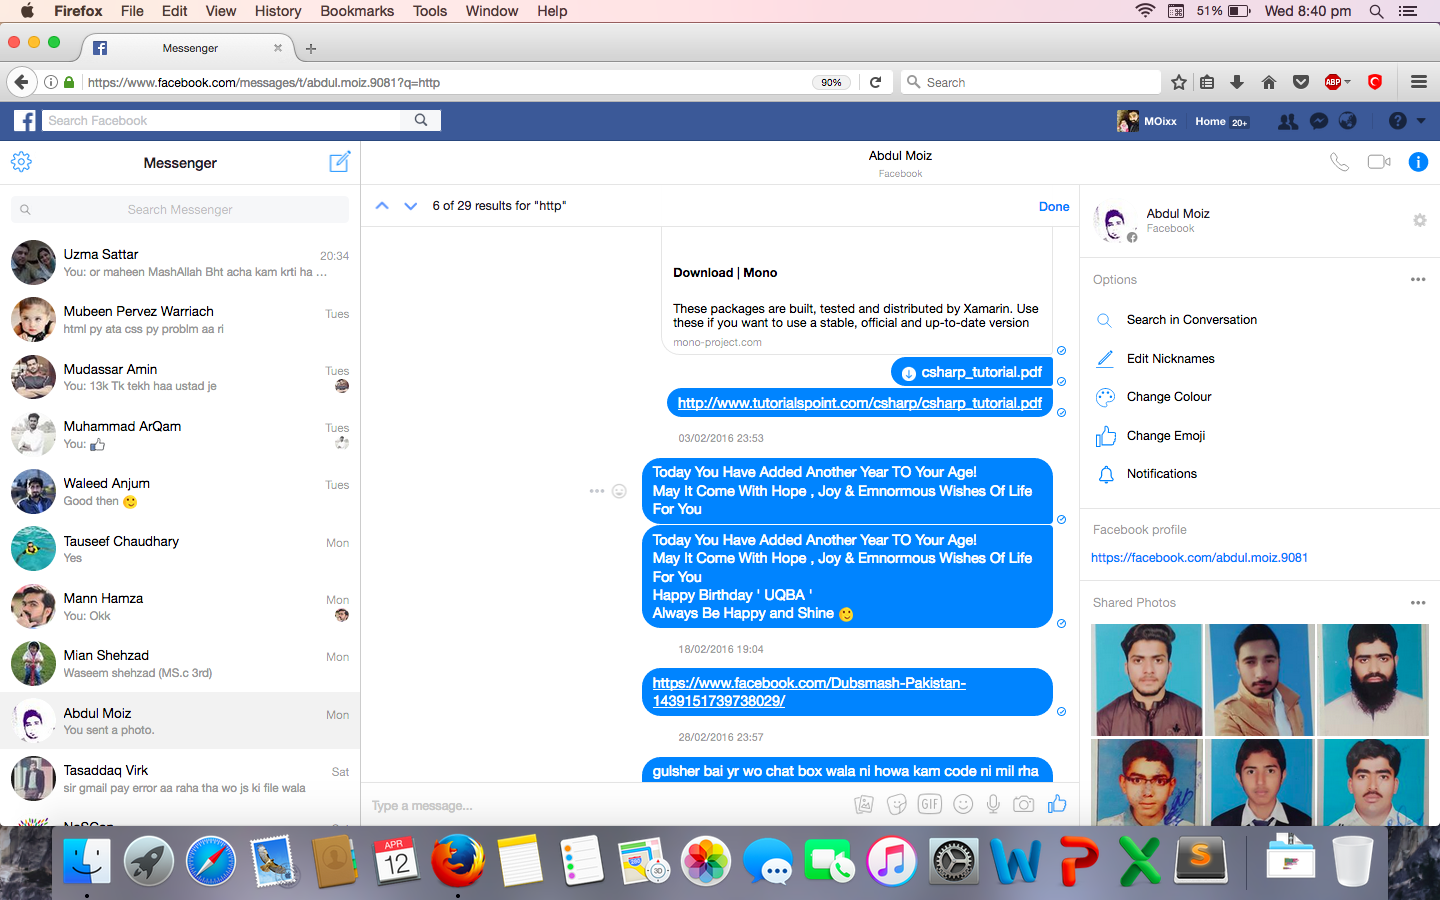 Firefox File Edit View History Bookmarks Tools Window Help
51% Wed 8:40 pm
Messenger
https://www.facebook.com/messages/t/abdul.moiz.9081?q=http
90%
Search
ABP
Search Facebook
MOixx
Home 20+
Messenger
Search Messenger
Uzma Sattar 20:34
You: or maheen MashAllah Bht acha kam krti ha ...
Mubeen Pervez Warriach Tues
html py ata css py problm aa ri
Mudassar Amin Tues
You: 13k Tk tekh haa ustad je
Muhammad ArQam Tues
You: 👍
Waleed Anjum Tues
Good then 🙂
Tauseef Chaudhary Mon
Yes
Mann Hamza Mon
You: Okk
Mian Shehzad Mon
Waseem shehzad (MS.c 3rd)
Abdul Moiz Mon
You sent a photo.
Tasaddaq Virk Sat
sir gmail pay error aa raha tha wo js ki file wala
Abdul Moiz
Facebook
6 of 29 results for "http"
Done
Download | Mono
These packages are built, tested and distributed by Xamarin. Use
these if you want to use a stable, official and up-to-date version
mono-project.com
csharp_tutorial.pdf
http://www.tutorialspoint.com/csharp/csharp_tutorial.pdf
03/02/2016 23:53
Today You Have Added Another Year TO Your Age!
May It Come With Hope , Joy & Emnormous Wishes Of Life
For You
Today You Have Added Another Year TO Your Age!
May It Come With Hope , Joy & Emnormous Wishes Of Life
For You
Happy Birthday ' UQBA '
Always Be Happy and Shine 🙂
18/02/2016 19:04
https://www.facebook.com/Dubsmash-Pakistan-
1439151739738029/
28/02/2016 23:57
gulsher bai yr wo chat box wala ni howa kam code ni mil rha
Type a message...
GIF
Abdul Moiz
Facebook
Options
Search in Conversation
Edit Nicknames
Change Colour
Change Emoji
Notifications
Facebook profile
https://facebook.com/abdul.moiz.9081
Shared Photos
APR
12
3D